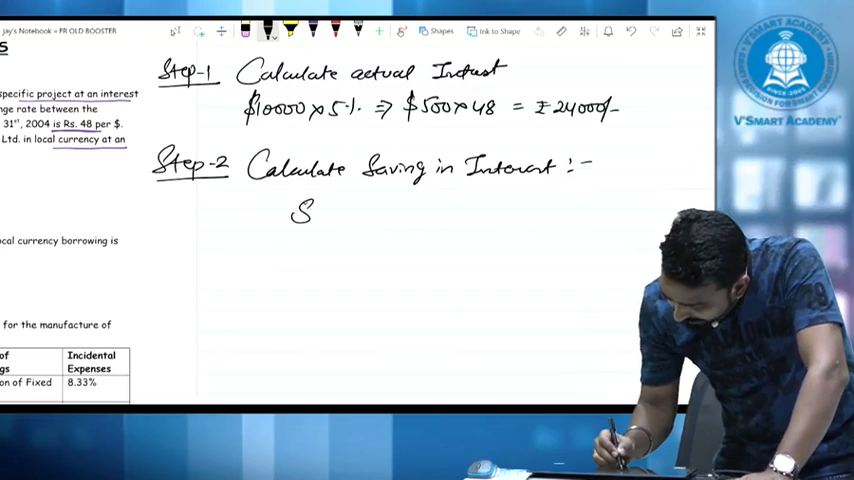 jay's Notebook « FR OLD BOOSTER
Shapes
Ink to Shape
S
specific project at an interest
nge rate between the
31st, 2004 is Rs. 48 per $.
Ltd. in local currency at an
ocal currency borrowing is
for the manufacture of
of
gs
Incidental
Expenses
on of Fixed
8.33%
Step-1 Calculate actual Interest
$10000 x 5% ⇒ $500 x 48 = ₹ 24000/-
Step-2 Calculate Saving in Interest :-
S
V'SMART ACADEMY
SINCE-2004
V'SMART ACADEMY